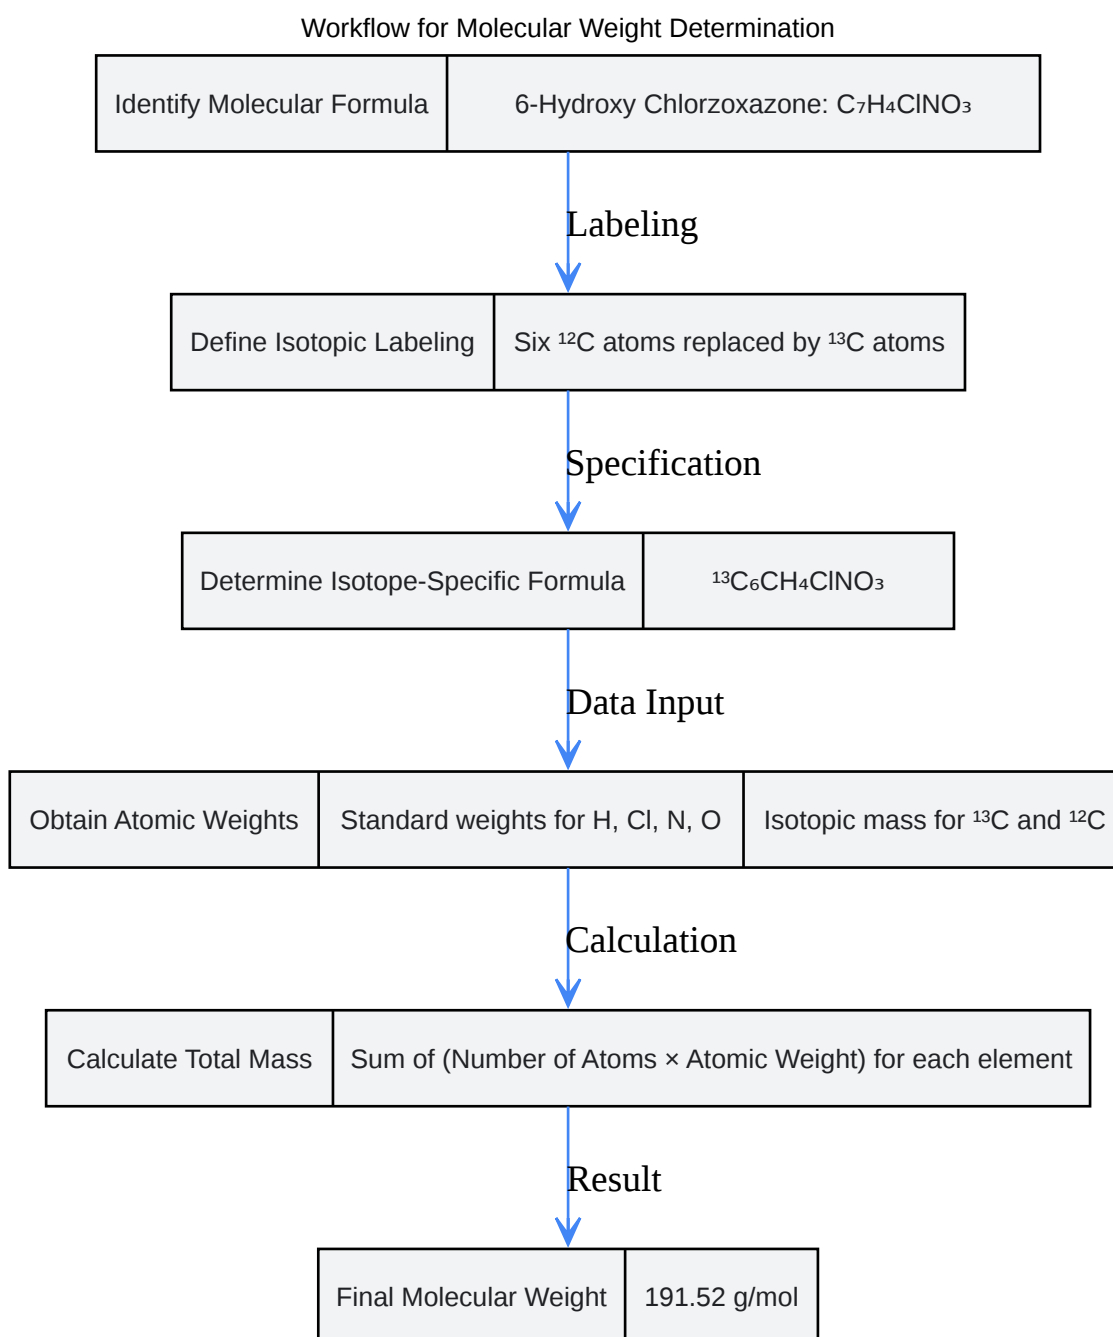 Workflow for Molecular Weight Determination
Identify Molecular Formula
6-Hydroxy Chlorzoxazone: C₇H₄ClNO₃
Labeling
Define Isotopic Labeling
Six ¹²C atoms replaced by ¹³C atoms
Specification
Determine Isotope-Specific Formula
¹³C₆CH₄ClNO₃
Data Input
Obtain Atomic Weights
Standard weights for H, Cl, N, O
Isotopic mass for ¹³C and ¹²C
Calculation
Calculate Total Mass
Sum of (Number of Atoms × Atomic Weight) for each element
Result
Final Molecular Weight
191.52 g/mol